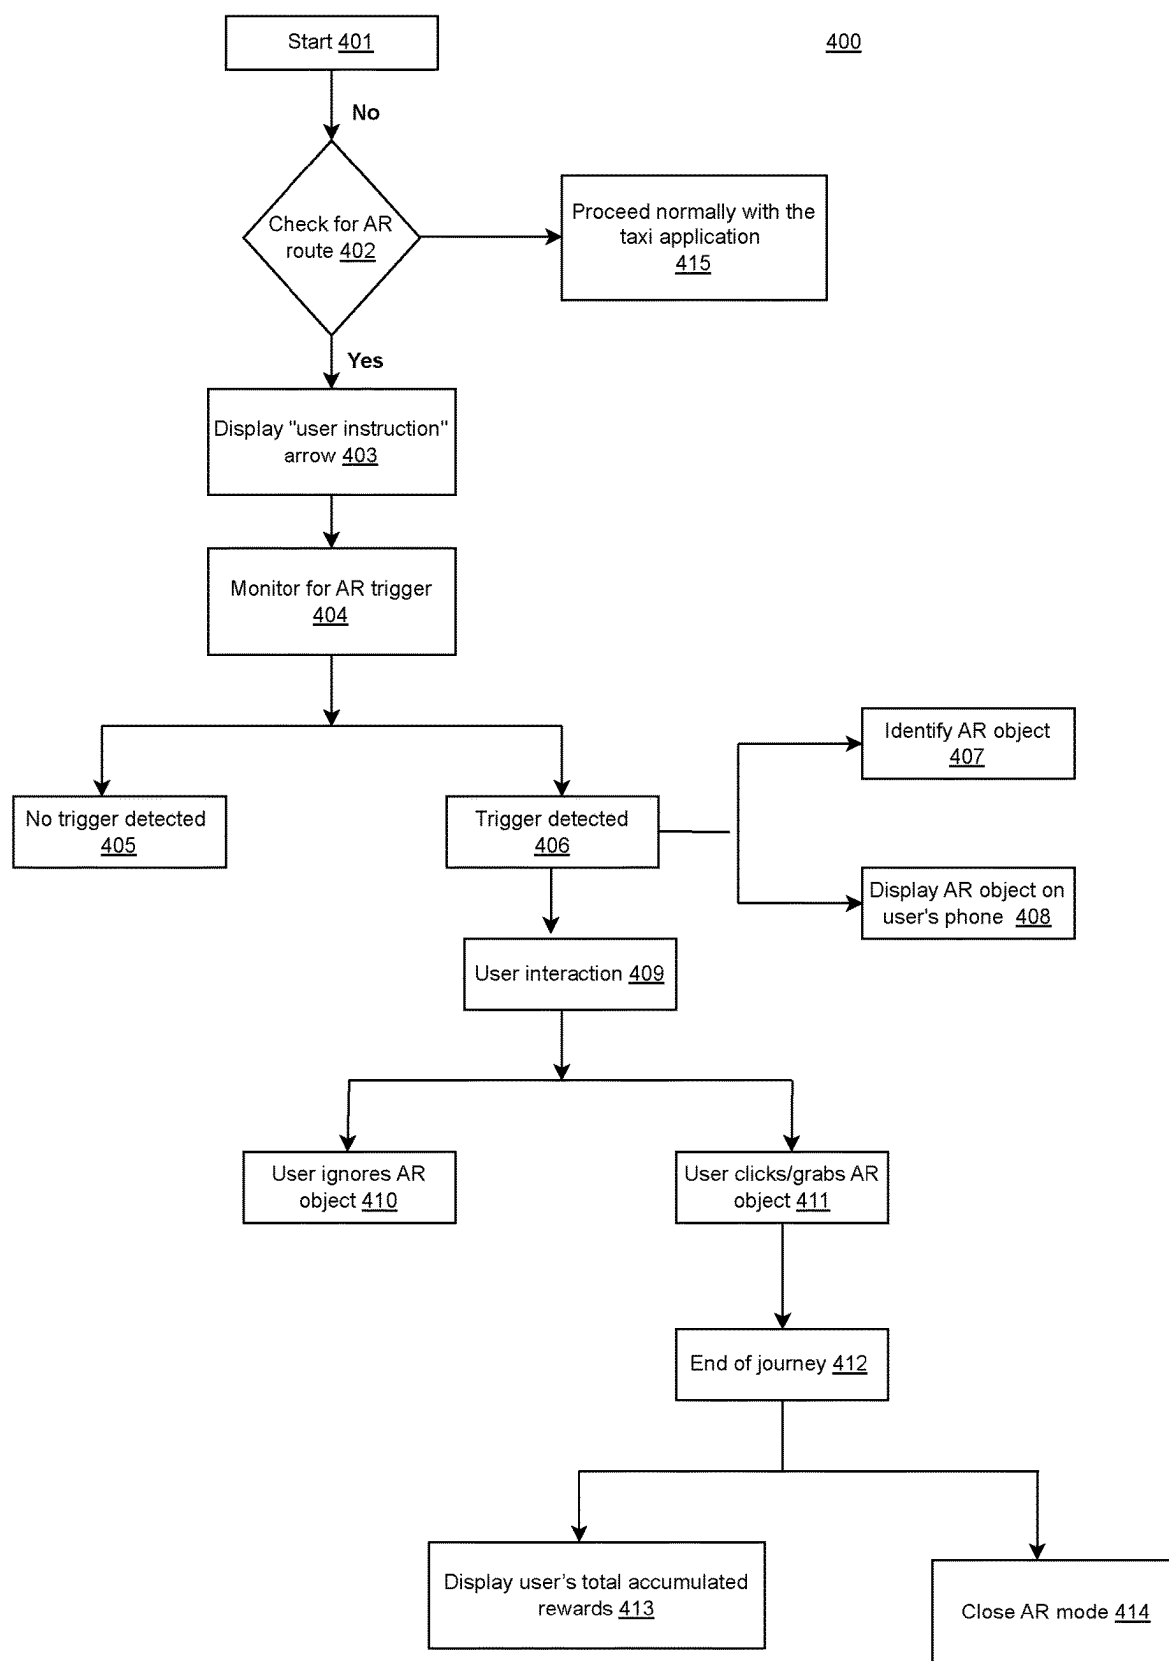 Start 401
400
No
Check for AR
route 402
Proceed normally with the
taxi application
415
Yes
Display "user instruction"
arrow 403
Monitor for AR trigger
404
Identify AR object
407
No trigger detected
405
Trigger detected
406
Display AR object on
user's phone 408
User interaction 409
User ignores AR
object 410
User clicks/grabs AR
object 411
End of journey 412
Display user’s total accumulated
rewards 413
Close AR mode 414